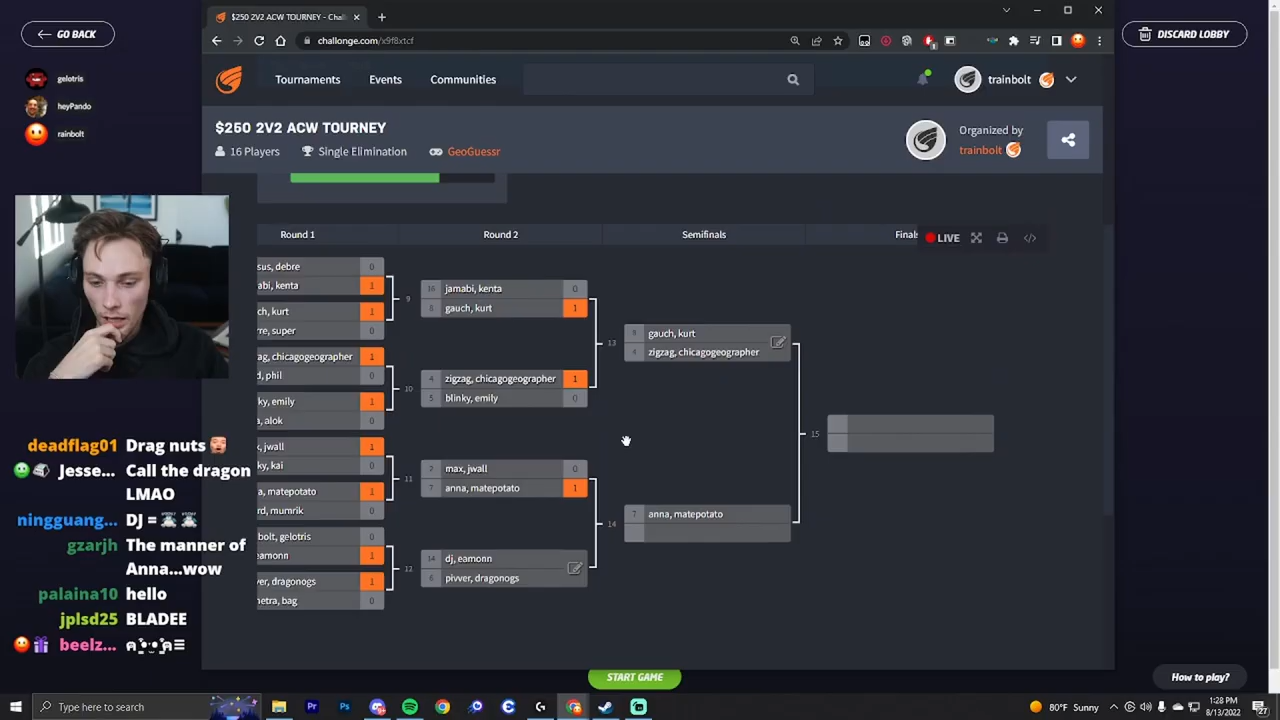 $250 2V2 ACW TOURNEY - Chall
challonge.com/x9f8xtcf
GO BACK
DISCARD LOBBY
gelotris
heyPando
rainbolt
Tournaments
Events
Communities
trainbolt
$250 2V2 ACW TOURNEY
16 Players
Single Elimination
GeoGuessr
Organized by
trainbolt
Round 1
Round 2
Semifinals
Finals
LIVE
sus, debre 0
abi, kenta 1
ch, kurt 1
rre, super 0
ag, chicagogeographer 1
d, phil 0
ky, emily 1
a, alok 0
x, jwall 1
ky, kai 0
a, matepotato 1
rd, mumrik 0
bolt, gelotris 0
eamonn 1
ver, dragonogs 1
netra, bag 0
9
10
11
12
16 jamabi, kenta 0
8 gauch, kurt 1
4 zigzag, chicagogeographer 1
5 blinky, emily 0
2 max, jwall 0
7 anna, matepotato 1
14 dj, eamonn
6 pivver, dragonogs
13
14
8 gauch, kurt
4 zigzag, chicagogeographer
7 anna, matepotato
15
deadflag01 Drag nuts
Jesse... Call the dragon
LMAO
ningguang... DJ =
gzarjh The manner of
Anna...wow
palaina10 hello
jplsd25 BLADEE
beelz...
START GAME
How to play?
Type here to search
80°F Sunny
1:28 PM
8/13/2022
27